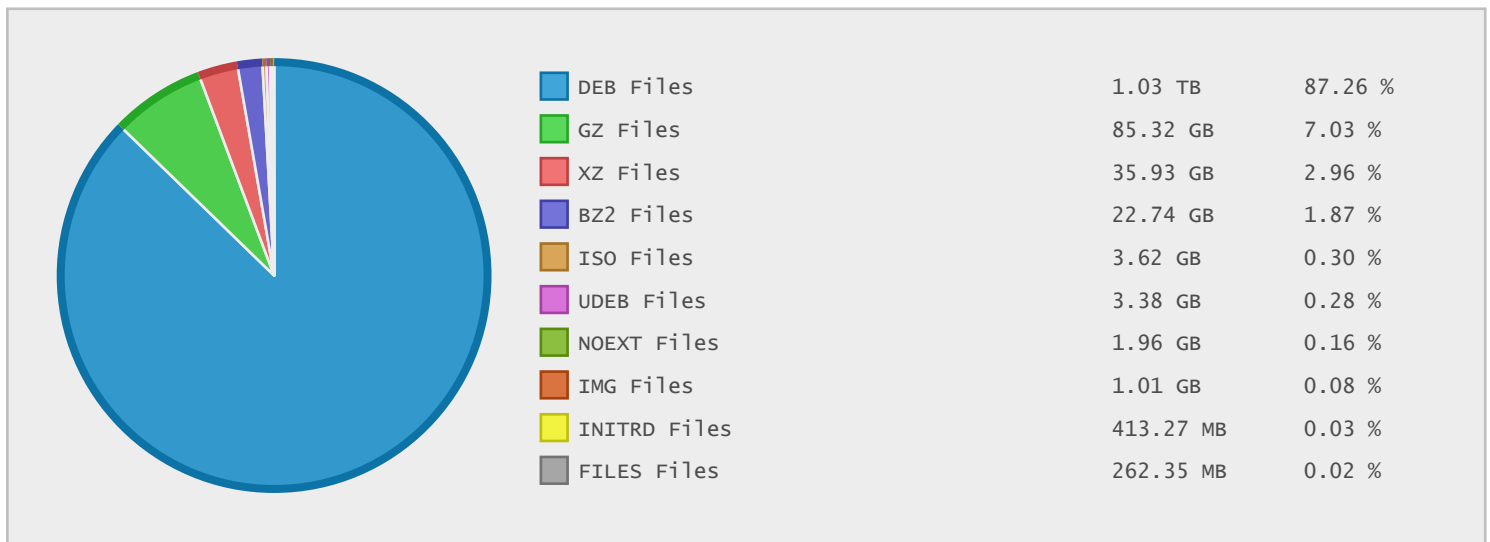 DEB Files 1.03 TB 87.26 %
GZ Files 85.32 GB 7.03 %
XZ Files 35.93 GB 2.96 %
BZ2 Files 22.74 GB 1.87 %
ISO Files 3.62 GB 0.30 %
UDEB Files 3.38 GB 0.28 %
NOEXT Files 1.96 GB 0.16 %
IMG Files 1.01 GB 0.08 %
INITRD Files 413.27 MB 0.03 %
FILES Files 262.35 MB 0.02 %